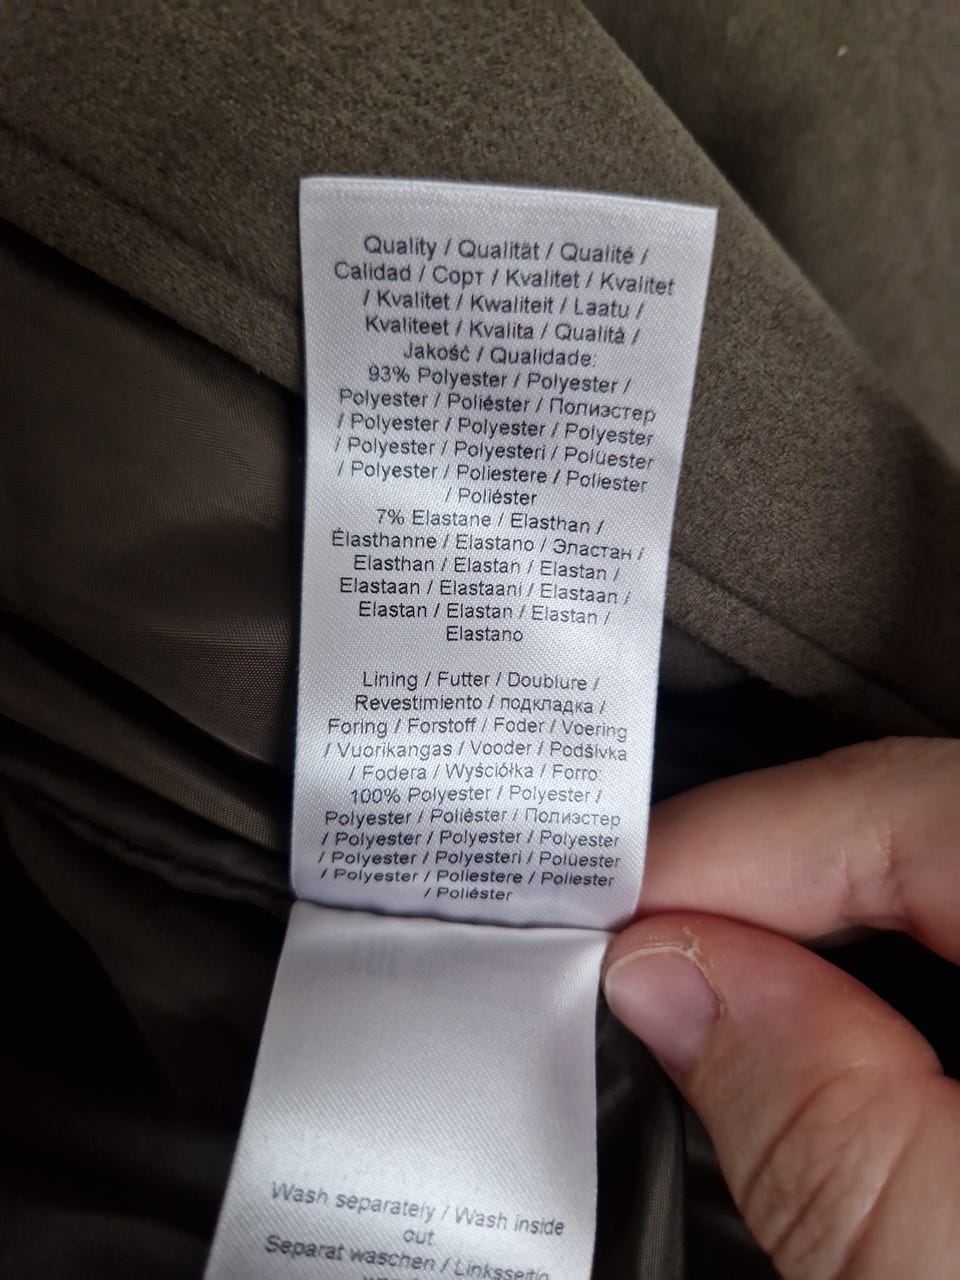 Quality / Qualität / Qualité /
Calidad / Сорт / Kvalitet / Kvalitet
/ Kvalitet / Kwaliteit / Laatu /
Kvaliteet / Kvalita / Qualità /
Jakość / Qualidade:
93% Polyester / Polyester /
Polyester / Poliéster / Полиэстер
/ Polyester / Polyester / Polyester
/ Polyester / Polyesteri / Polüester
/ Polyester / Poliestere / Poliester
/ Poliéster
7% Elastane / Elasthan /
Élasthanne / Elastano / Эластан /
Elasthan / Elastan / Elastan /
Elastaan / Elastaani / Elastaan /
Elastan / Elastan / Elastan /
Elastano
Lining / Futter / Doublure /
Revestimiento / подкладка /
Foring / Forstoff / Foder / Voering
/ Vuorikangas / Vooder / Podšívka
/ Fodera / Wyściółka / Forro:
100% Polyester / Polyester /
Polyester / Poliéster / Полиэстер
/ Polyester / Polyester / Polyester
/ Polyester / Polyesteri / Polüester
/ Polyester / Poliestere / Poliester
/ Poliéster
Wash separately / Wash inside
out
Separat waschen / Linksseitig